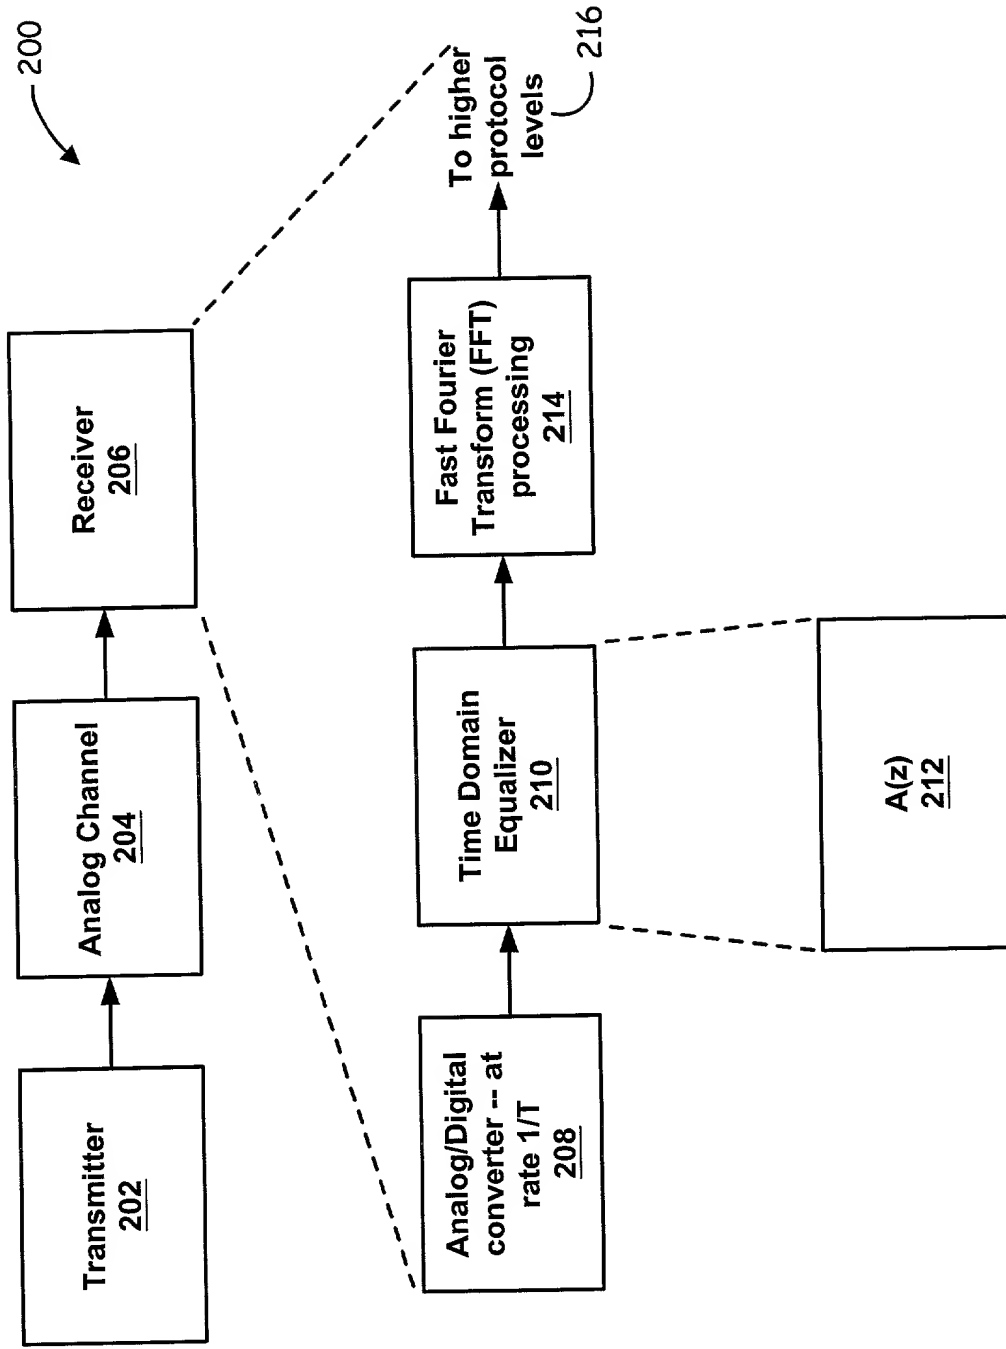 200
Transmitter
202
Analog Channel
204
Receiver
206
Analog/Digital
converter -- at
rate 1/T
208
Time Domain
Equalizer
210
Fast Fourier
Transform (FFT)
processing
214
To higher
protocol
levels
216
A(z)
212